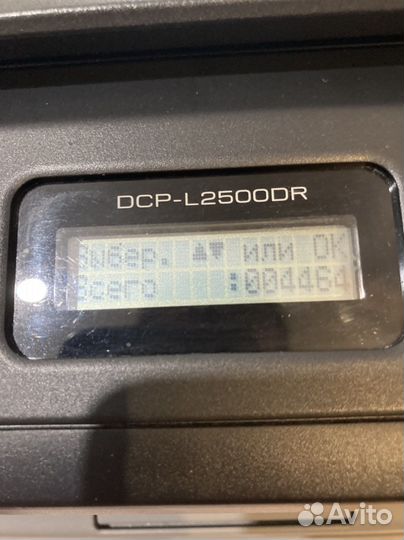 DCP-L2500DR
Выбер. ▲▼ или OK
Всего :004464
Avito